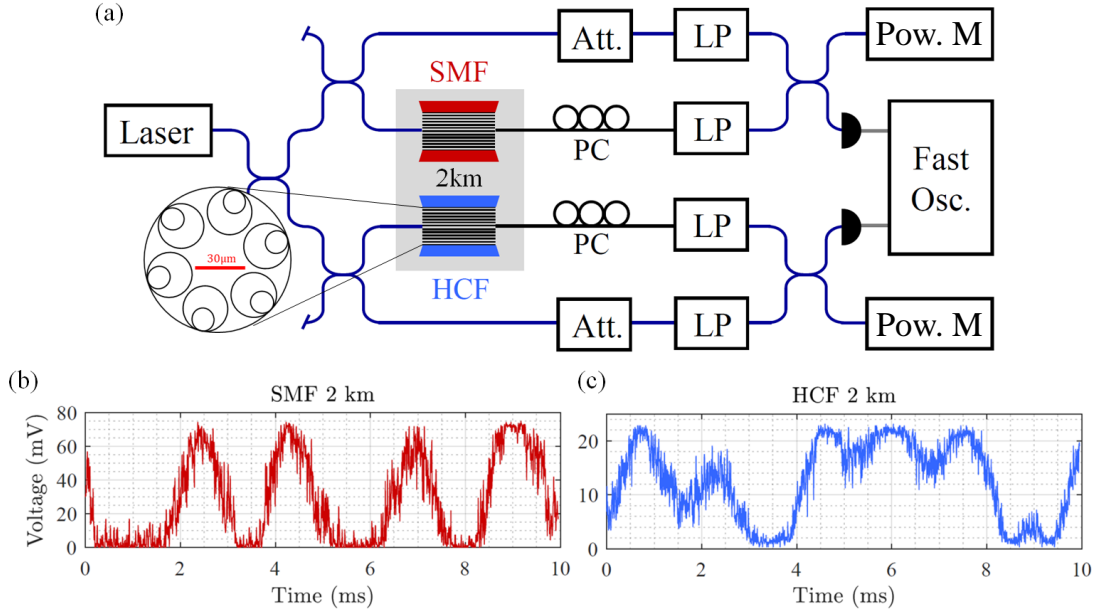 (a)
Att.
LP
Pow. M
SMF
Laser
PC
LP
2km
Fast
Osc.
30μm
PC
LP
HCF
Att.
LP
Pow. M
(b)
SMF 2 km
Voltage (mV)
80
60
40
20
0
0
2
4
6
8
10
Time (ms)
(c)
HCF 2 km
20
10
0
0
2
4
6
8
10
Time (ms)